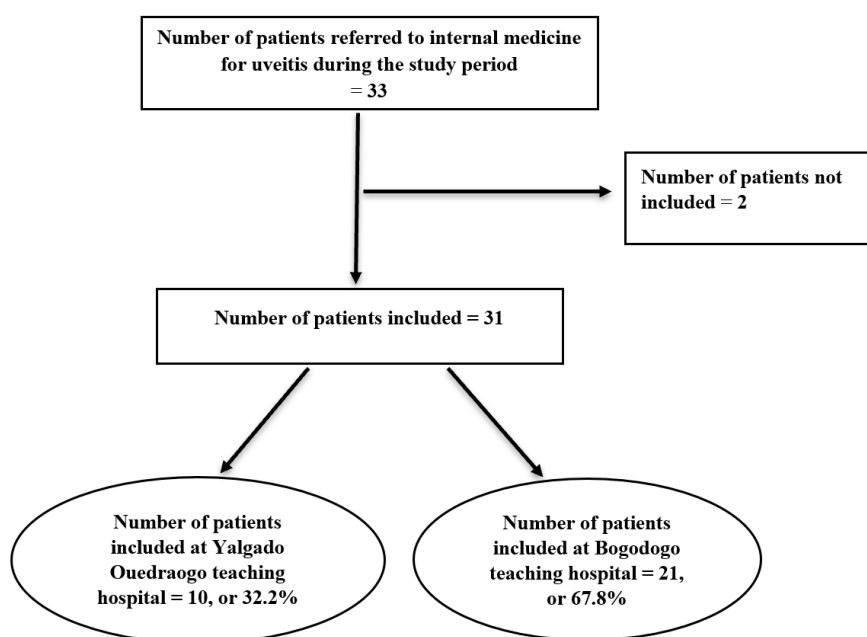 Number of patients referred to internal medicine
for uveitis during the study period
= 33
Number of patients not
included = 2
Number of patients included = 31
Number of patients
included at Yalgado
Ouedraogo teaching
hospital = 10, or 32.2%
Number of patients
included at Bogodogo
teaching hospital = 21,
or 67.8%